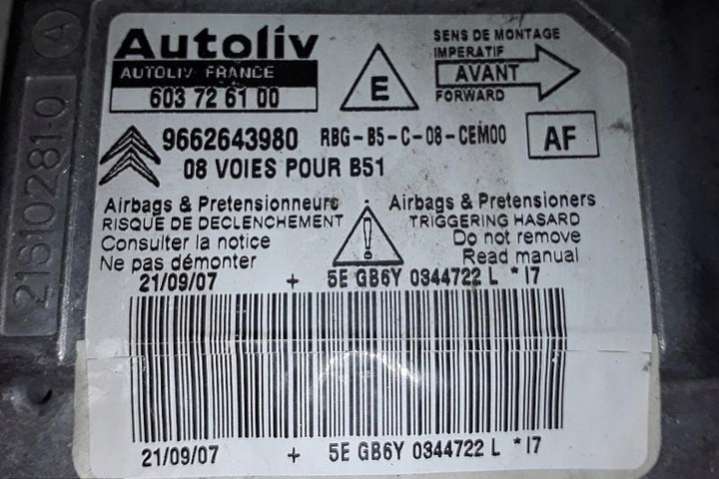 Autoliv
AUTOLIV FRANCE
603 72 61 00
E
SENS DE MONTAGE
IMPERATIF
AVANT
FORWARD
9662643980 RBG-B5-C-08-CEM00 AF
08 VOIES POUR B51
Airbags & Pretensionneurs
RISQUE DE DECLENCHEMENT
Consulter la notice
Ne pas démonter
!
Airbags & Pretensioners
TRIGGERING HASARD
Do not remove
Read manual
21/09/07 + 5E GB6Y 0344722 L *I7
21/09/07 + 5E GB6Y 0344722 L *I7
21610281.0 A